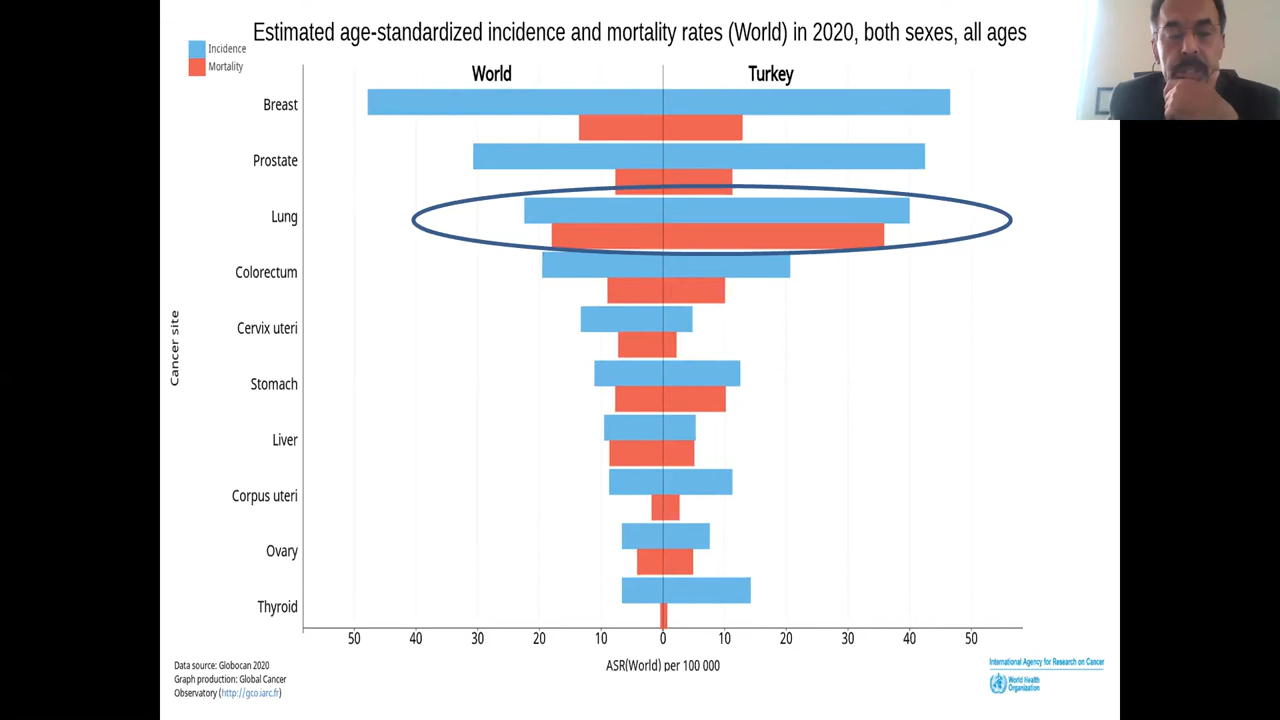 Estimated age-standardized incidence and mortality rates (World) in 2020, both sexes, all ages
Incidence
Mortality
World
Turkey
Breast
Prostate
Lung
Colorectum
Cervix uteri
Stomach
Liver
Corpus uteri
Ovary
Thyroid
Cancer site
50 40 30 20 10 0 10 20 30 40 50
ASR(World) per 100 000
Data source: Globocan 2020
Graph production: Global Cancer
Observatory (http://gco.iarc.fr)
International Agency for Research on Cancer
World Health
Organization